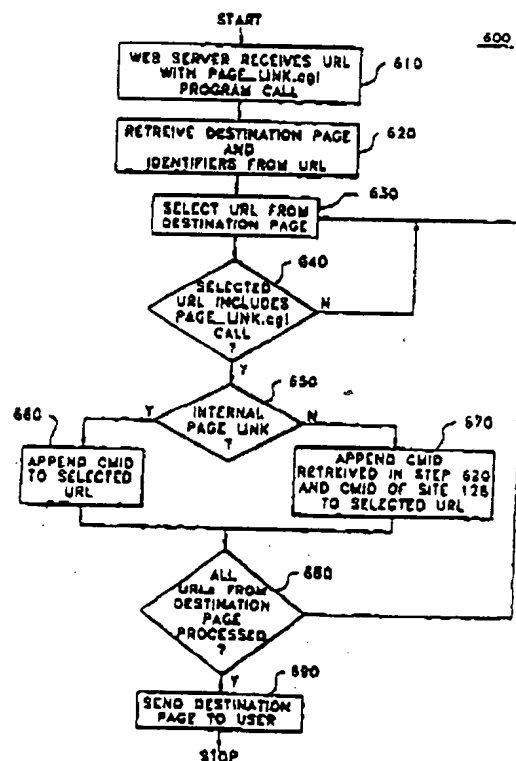 START
600
WEB SERVER RECEIVES URL
WITH PAGE_LINK.cgi
PROGRAM CALL
610
RETREIVE DESTINATION PAGE
AND
IDENTIFIERS FROM URL
620
SELECT URL FROM
DESTINATION PAGE
630
640
SELECTED
URL INCLUDES
PAGE_LINK.cgi
CALL
?
N
Y
650
INTERNAL
PAGE LINK
?
Y
N
660
APPEND CMID
TO SELECTED
URL
670
APPEND CMID
RETREIVED IN STEP 620
AND CMID OF SITE 125
TO SELECTED URL
680
ALL
URLs FROM
DESTINATION
PAGE
PROCESSED
?
Y
690
SEND DESTINATION
PAGE TO USER
STOP